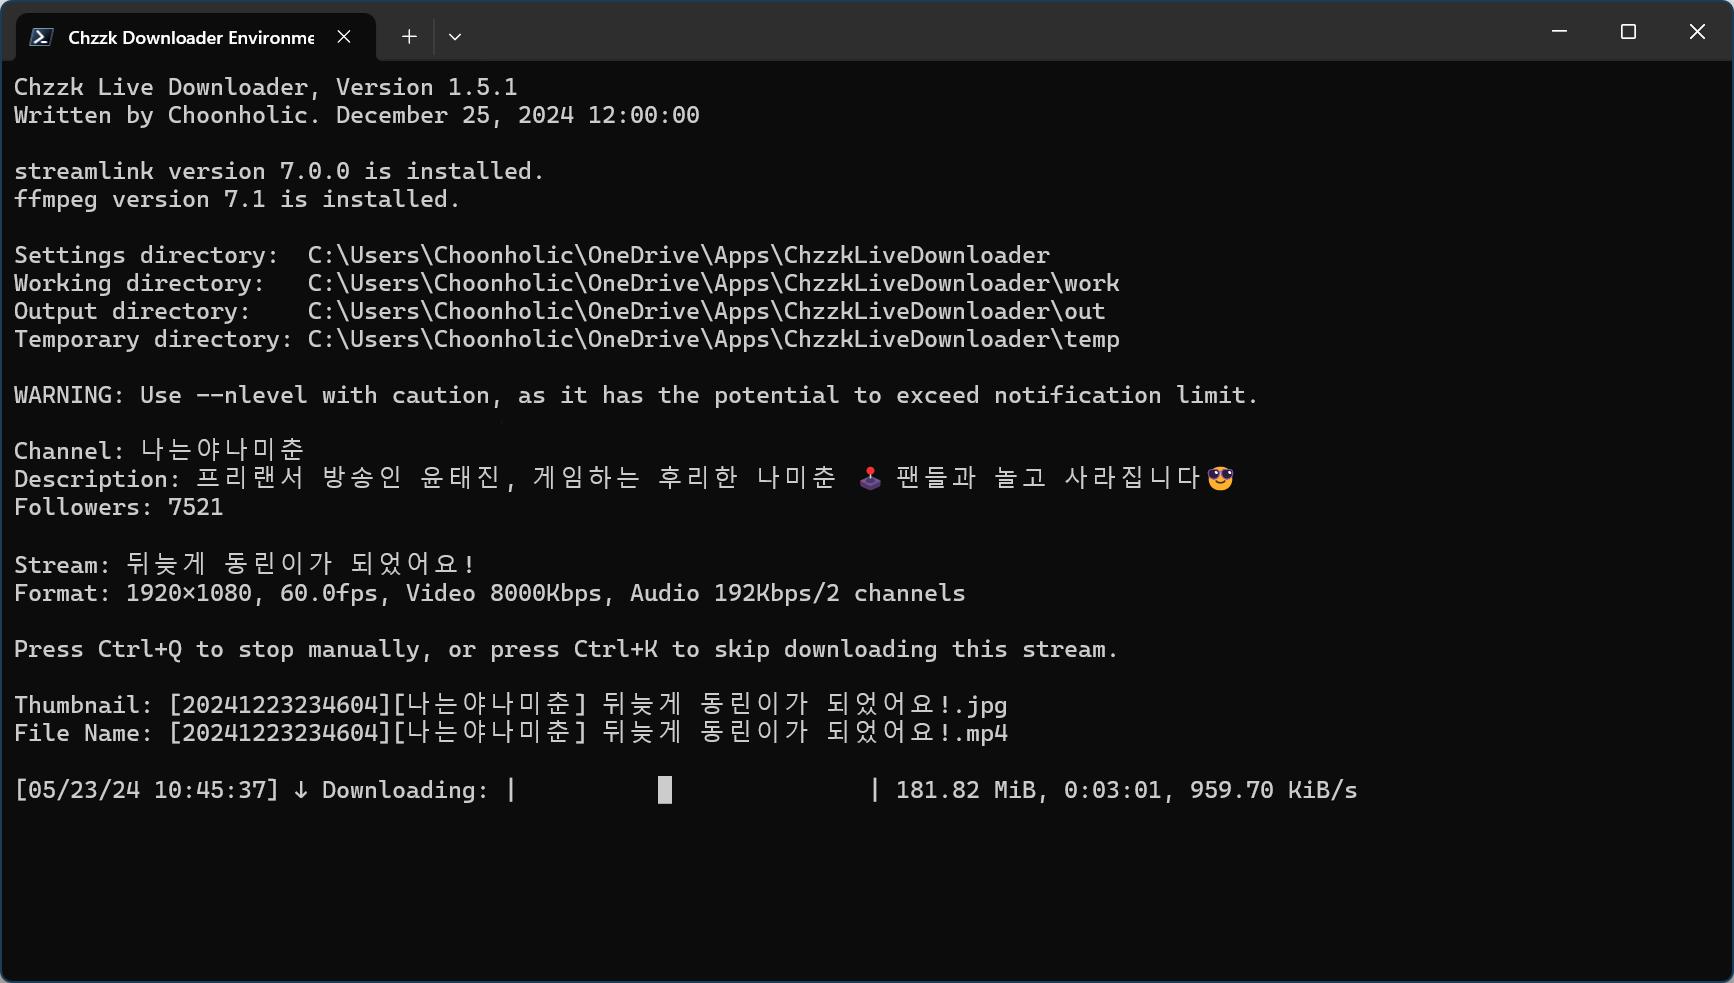 Chzzk Downloader Environme
Chzzk Live Downloader, Version 1.5.1
Written by Choonholic. December 25, 2024 12:00:00
streamlink version 7.0.0 is installed.
ffmpeg version 7.1 is installed.
Settings directory:  C:\Users\Choonholic\OneDrive\Apps\ChzzkLiveDownloader
Working directory:   C:\Users\Choonholic\OneDrive\Apps\ChzzkLiveDownloader\work
Output directory:    C:\Users\Choonholic\OneDrive\Apps\ChzzkLiveDownloader\out
Temporary directory: C:\Users\Choonholic\OneDrive\Apps\ChzzkLiveDownloader\temp
WARNING: Use --nlevel with caution, as it has the potential to exceed notification limit.
Channel: 나는야나미춘
Description: 프리랜서 방송인 윤태진, 게임하는 후리한 나미춘 🕹️ 팬들과 놀고 사라집니다😎
Followers: 7521
Stream: 뒤늦게 동린이가 되었어요!
Format: 1920×1080, 60.0fps, Video 8000Kbps, Audio 192Kbps/2 channels
Press Ctrl+Q to stop manually, or press Ctrl+K to skip downloading this stream.
Thumbnail: [20241223234604][나는야나미춘] 뒤늦게 동린이가 되었어요!.jpg
File Name: [20241223234604][나는야나미춘] 뒤늦게 동린이가 되었어요!.mp4
[05/23/24 10:45:37] ↓ Downloading: |          █              | 181.82 MiB, 0:03:01, 959.70 KiB/s